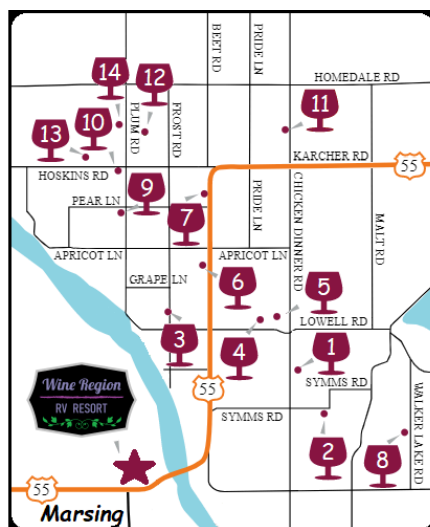 BEET RD
PRIDE LN
14
12
HOMEDALE RD
13
10
PLUM RD
FROST RD
11
KARCHER RD
55
HOSKINS RD
9
PEAR LN
7
PRIDE LN
CHICKEN DINNER RD
MALT RD
APRICOT LN
APRICOT LN
GRAPE LN
6
5
3
4
LOWELL RD
1
Wine Region
RV RESORT
55
SYMMS RD
SYMMS RD
2
8
WALKER LAKE RD
55
Marsing